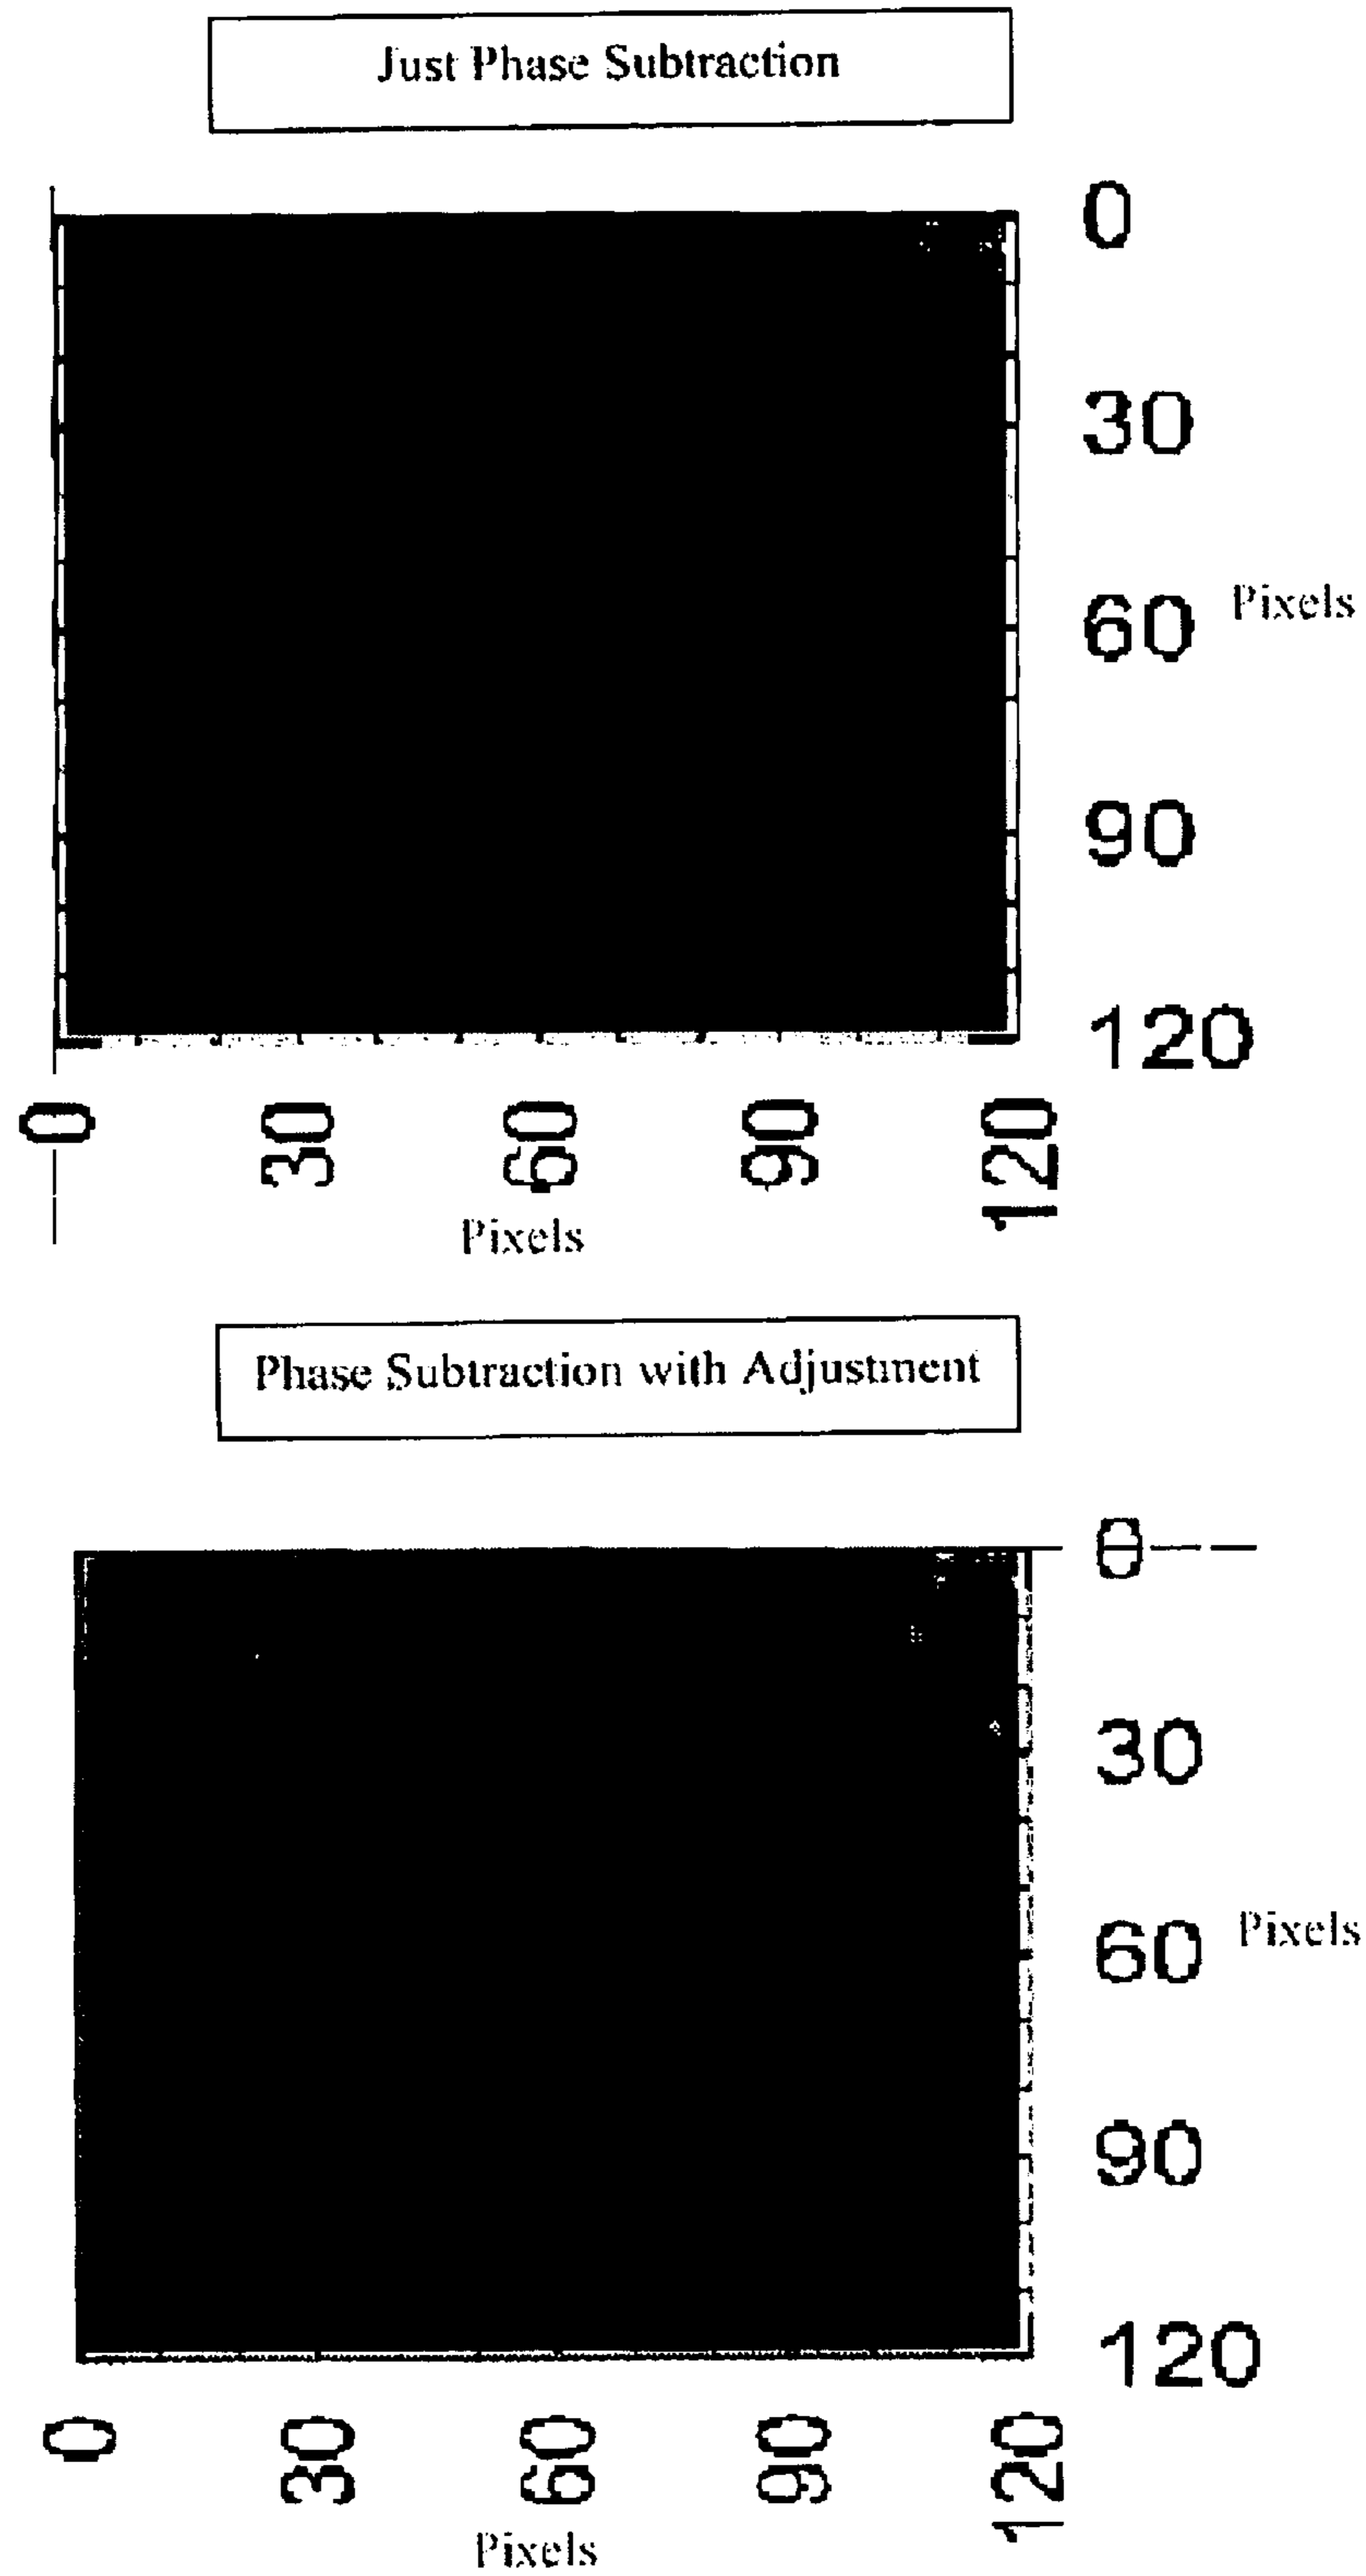 Just Phase Subtraction
0
30
60 Pixels
90
120
0 30 60 90 120
Pixels
Phase Subtraction with Adjustment
0
30
60 Pixels
90
120
0 30 60 90 120
Pixels